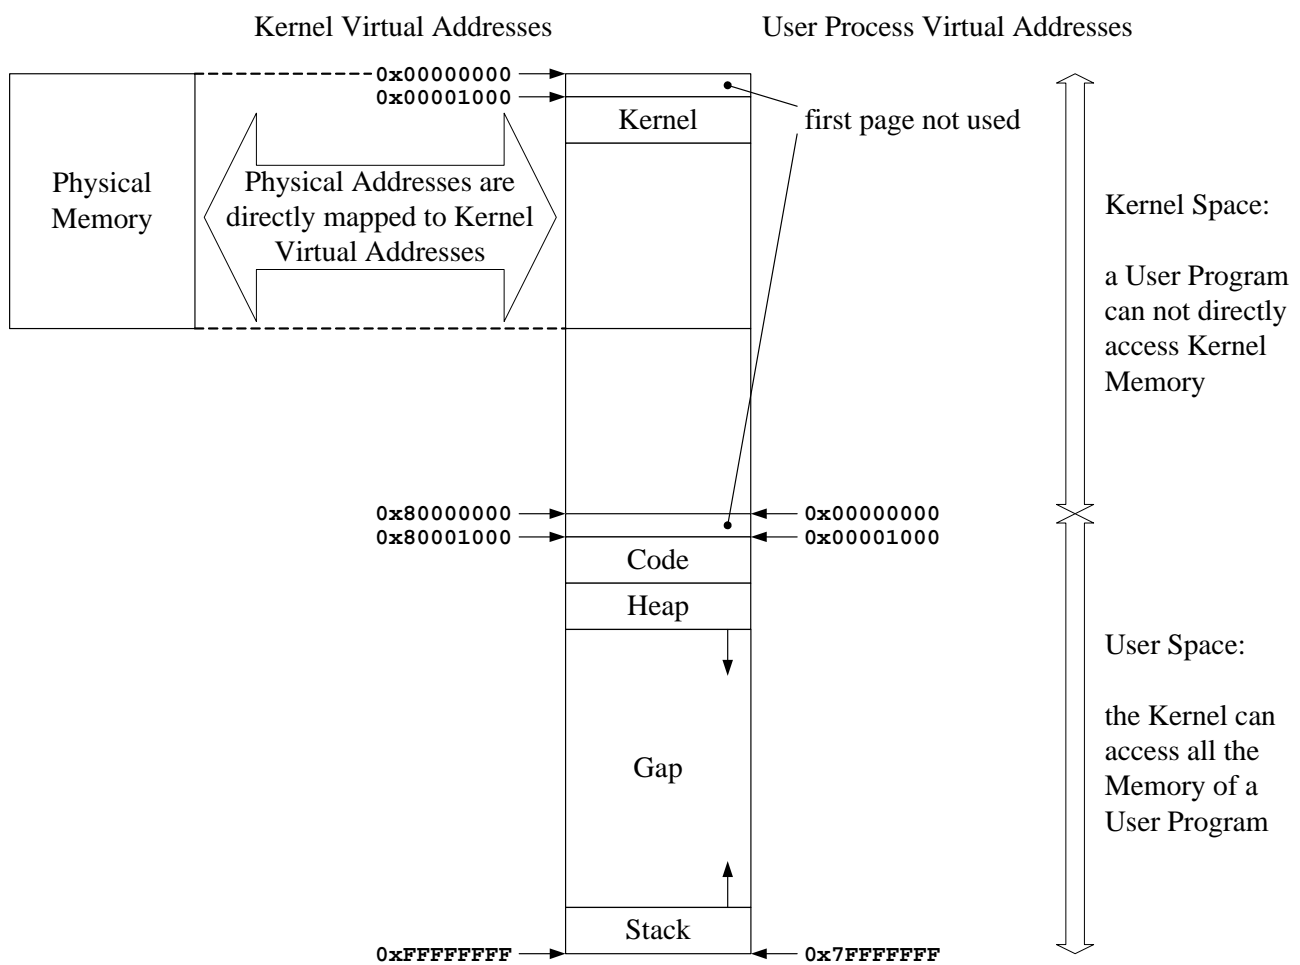 Kernel Virtual Addresses
User Process Virtual Addresses
0x00000000
0x00001000
first page not used
Kernel
Physical
Memory
Physical Addresses are
directly mapped to Kernel
Virtual Addresses
Kernel Space:
a User Program
can not directly
access Kernel
Memory
0x80000000
0x00000000
0x80001000
0x00001000
Code
Heap
User Space:
the Kernel can
access all the
Memory of a
User Program
Gap
Stack
0xFFFFFFFF
0x7FFFFFFF